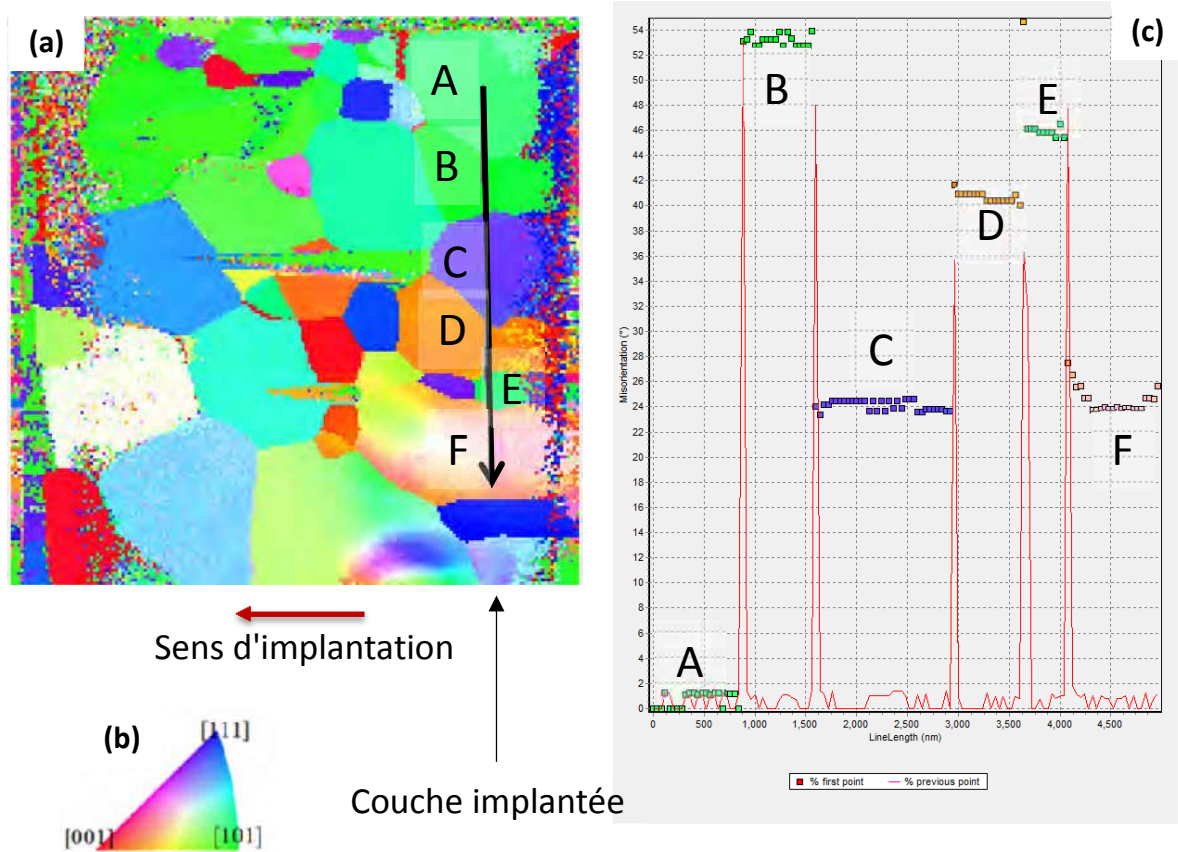 (a)
A
B
C
D
E
F
Sens d'implantation
Couche implantée
(b)
[111]
[001]
[101]
(c)
Misorientation (°)
54
52
50
48
46
44
42
40
38
36
34
32
30
28
26
24
22
20
18
16
14
12
10
8
6
4
2
0
B
E
D
C
F
A
0
500
1,000
1,500
2,000
2,500
3,000
3,500
4,000
4,500
LineLength (nm)
% first point
% previous point